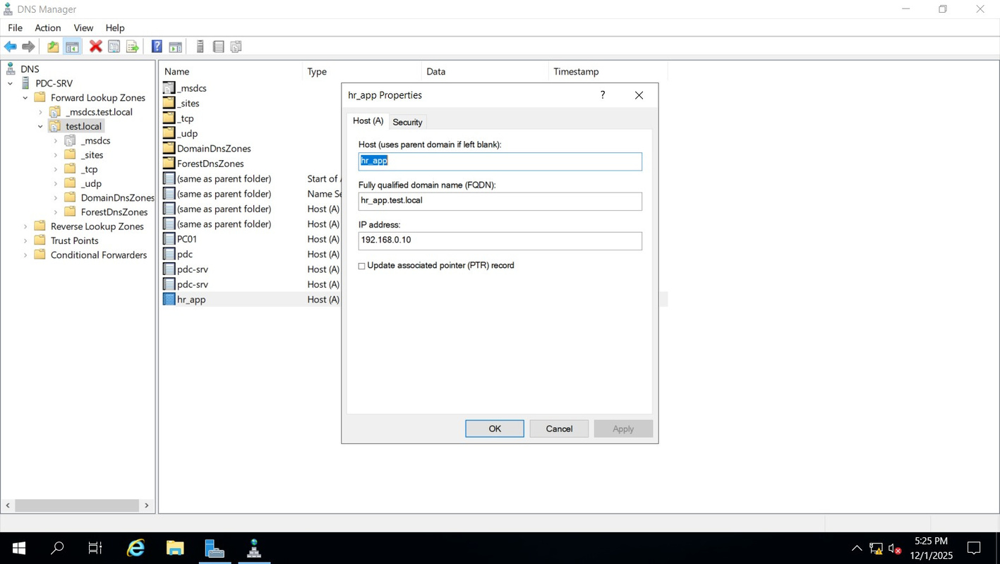 DNS Manager
File Action View Help
DNS
PDC-SRV
Forward Lookup Zones
_msdcs.test.local
test.local
_msdcs
_sites
_tcp
_udp
DomainDnsZones
ForestDnsZones
Reverse Lookup Zones
Trust Points
Conditional Forwarders
Name Type Data Timestamp
_msdcs
_sites
_tcp
_udp
DomainDnsZones
ForestDnsZones
(same as parent folder) Start of
(same as parent folder) Name
(same as parent folder) Host (A)
(same as parent folder) Host (A)
PC01 Host (A)
pdc Host (A)
pdc-srv Host (A)
pdc-srv Host (A)
hr_app Host (A)
hr_app Properties ?
Host (A) Security
Host (uses parent domain if left blank):
hr_app
Fully qualified domain name (FQDN):
hr_app.test.local
IP address:
192.168.0.10
Update associated pointer (PTR) record
OK Cancel Apply
5:25 PM
12/1/2025